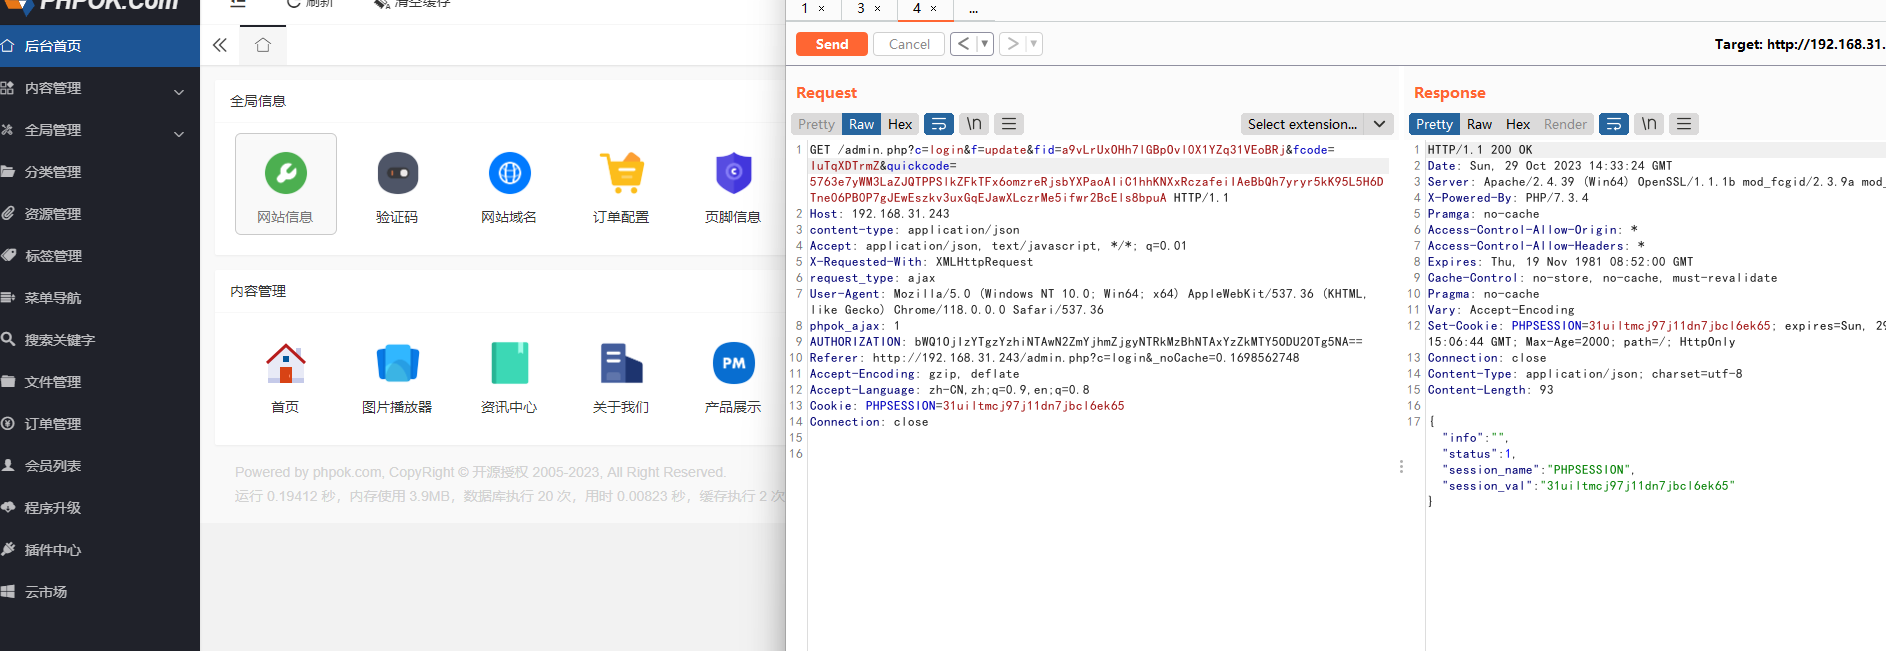 PHPOK.Com
后台首页
内容管理
全局管理
分类管理
资源管理
标签管理
菜单导航
搜索关键字
文件管理
订单管理
会员列表
程序升级
插件中心
云市场
刷新
清空缓存
全局信息
网站信息
验证码
网站域名
订单配置
页脚信息
内容管理
首页
图片播放器
资讯中心
关于我们
PM
产品展示
Powered by phpok.com, CopyRight © 开源授权 2005-2023, All Right Reserved.
运行 0.19412 秒，内存使用 3.9MB，数据库执行 20 次，用时 0.00823 秒，缓存执行 2 次
1 ×
3 ×
4 ×
...
Send
Cancel
<
>
Target: http://192.168.31.
Request
Pretty
Raw
Hex
\n
Select extension...
1 GET /admin.php?c=login&f=update&fid=a9vLrUxOHh7lGBpOvlOX1YZq31VEoBRj&fcode=
IuTqXDTrmZ&quickcode=
5763e7yWM3LaZJQTPPSlkZFkTFx6omzreRjsbYXPaoAliC1hhKNXxRczafeiIAeBbQh7yryr5kK95L5H6D
TneO6PBOP7gJEwEszkv3uxGqEJawXLczrMe5ifwr2BcEIs8bpuA HTTP/1.1
2 Host: 192.168.31.243
3 content-type: application/json
4 Accept: application/json, text/javascript, */*; q=0.01
5 X-Requested-With: XMLHttpRequest
6 request_type: ajax
7 User-Agent: Mozilla/5.0 (Windows NT 10.0; Win64; x64) AppleWebKit/537.36 (KHTML,
like Gecko) Chrome/118.0.0.0 Safari/537.36
8 phpok_ajax: 1
9 AUTHORIZATION: bWQ1OjIzYTgzYzhiNTAwN2ZmYjhmZjgyNTRkMzBhNTAxYzZkMTY5ODU2OTg5NA==
10 Referer: http://192.168.31.243/admin.php?c=login&_noCache=0.1698562748
11 Accept-Encoding: gzip, deflate
12 Accept-Language: zh-CN,zh;q=0.9,en;q=0.8
13 Cookie: PHPSESSION=31uiltmcj97j11dn7jbcl6ek65
14 Connection: close
15
16
Response
Pretty
Raw
Hex
Render
\n
1 HTTP/1.1 200 OK
2 Date: Sun, 29 Oct 2023 14:33:24 GMT
3 Server: Apache/2.4.39 (Win64) OpenSSL/1.1.1b mod_fcgid/2.3.9a mod_
4 X-Powered-By: PHP/7.3.4
5 Pramga: no-cache
6 Access-Control-Allow-Origin: *
7 Access-Control-Allow-Headers: *
8 Expires: Thu, 19 Nov 1981 08:52:00 GMT
9 Cache-Control: no-store, no-cache, must-revalidate
10 Pragma: no-cache
11 Vary: Accept-Encoding
12 Set-Cookie: PHPSESSION=31uiltmcj97j11dn7jbcl6ek65; expires=Sun, 29
15:06:44 GMT; Max-Age=2000; path=/; HttpOnly
13 Connection: close
14 Content-Type: application/json; charset=utf-8
15 Content-Length: 93
16
17 {
"info":"",
"status":1,
"session_name":"PHPSESSION",
"session_val":"31uiltmcj97j11dn7jbcl6ek65"
}